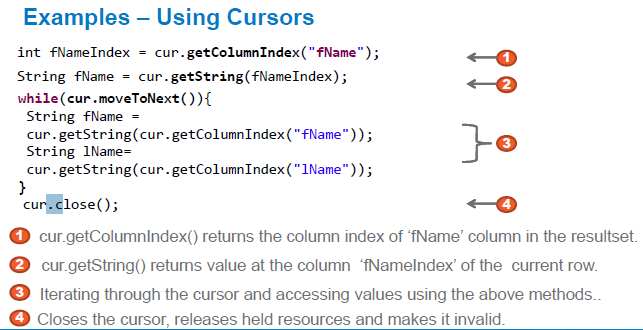 Examples – Using Cursors
int fNameIndex = cur.getColumnIndex("fName");
1
String fName = cur.getString(fNameIndex);
2
while(cur.moveToNext()){
String fName =
cur.getString(cur.getColumnIndex("fName"));
3
String lName=
cur.getString(cur.getColumnIndex("lName"));
}
cur.close();
4
1 cur.getColumnIndex() returns the column index of ‘fName’ column in the resultset.
2 cur.getString() returns value at the column ‘fNameIndex’ of the current row.
3 Iterating through the cursor and accessing values using the above methods..
4 Closes the cursor, releases held resources and makes it invalid.